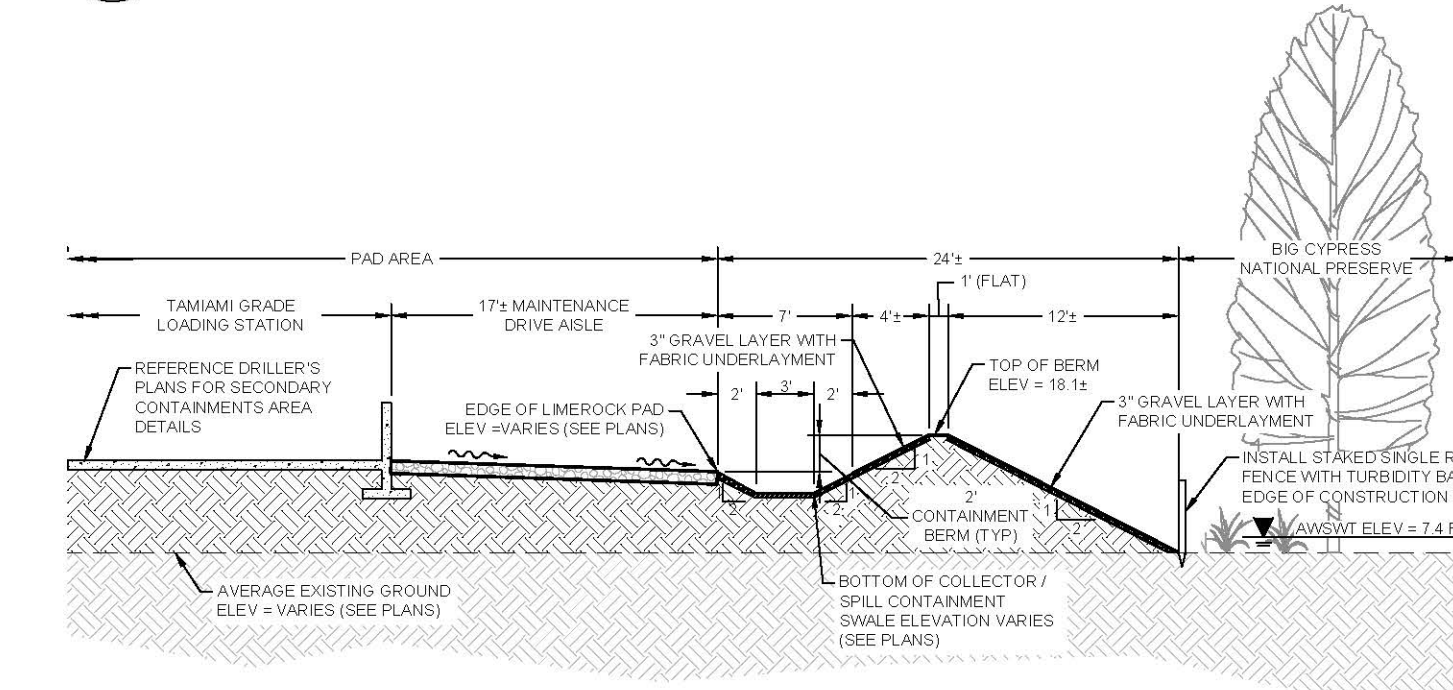 PAD AREA
24'±
BIG CYPRESS
NATIONAL PRESERVE
1' (FLAT)
TAMIAMI GRADE
LOADING STATION
17'± MAINTENANCE
DRIVE AISLE
7'
4'±
12'±
3" GRAVEL LAYER WITH
FABRIC UNDERLAYMENT
REFERENCE DRILLER'S
PLANS FOR SECONDARY
CONTAINMENTS AREA
DETAILS
2'
3'
2'
TOP OF BERM
ELEV = 18.1±
EDGE OF LIMEROCK PAD
ELEV =VARIES (SEE PLANS)
3" GRAVEL LAYER WITH
FABRIC UNDERLAYMENT
INSTALL STAKED SINGLE R
FENCE WITH TURBIDITY BA
EDGE OF CONSTRUCTION
1
2
1
2
1
2
1
2
2'
CONTAINMENT
BERM (TYP)
AWSWT ELEV = 7.4 F
AVERAGE EXISTING GROUND
ELEV = VARIES (SEE PLANS)
BOTTOM OF COLLECTOR /
SPILL CONTAINMENT
SWALE ELEVATION VARIES
(SEE PLANS)